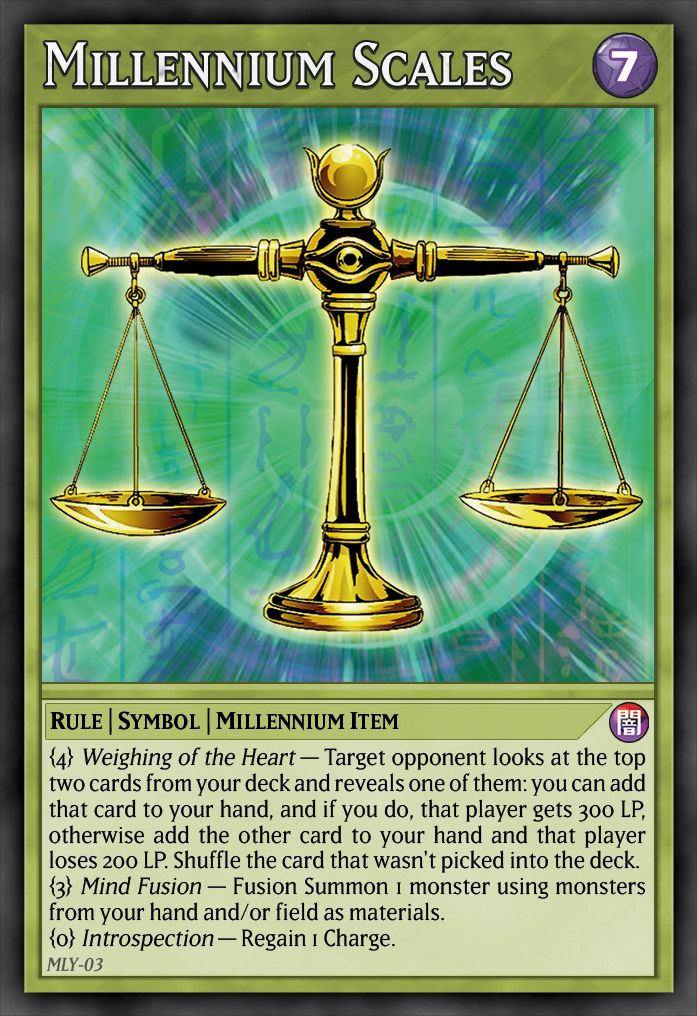 Millennium Scales
7
Rule | Symbol | Millennium Item
闇
{4} Weighing of the Heart — Target opponent looks at the top
two cards from your deck and reveals one of them: you can add
that card to your hand, and if you do, that player gets 300 LP,
otherwise add the other card to your hand and that player
loses 200 LP. Shuffle the card that wasn't picked into the deck.
{3} Mind Fusion — Fusion Summon 1 monster using monsters
from your hand and/or field as materials.
{0} Introspection — Regain 1 Charge.
MLY-03